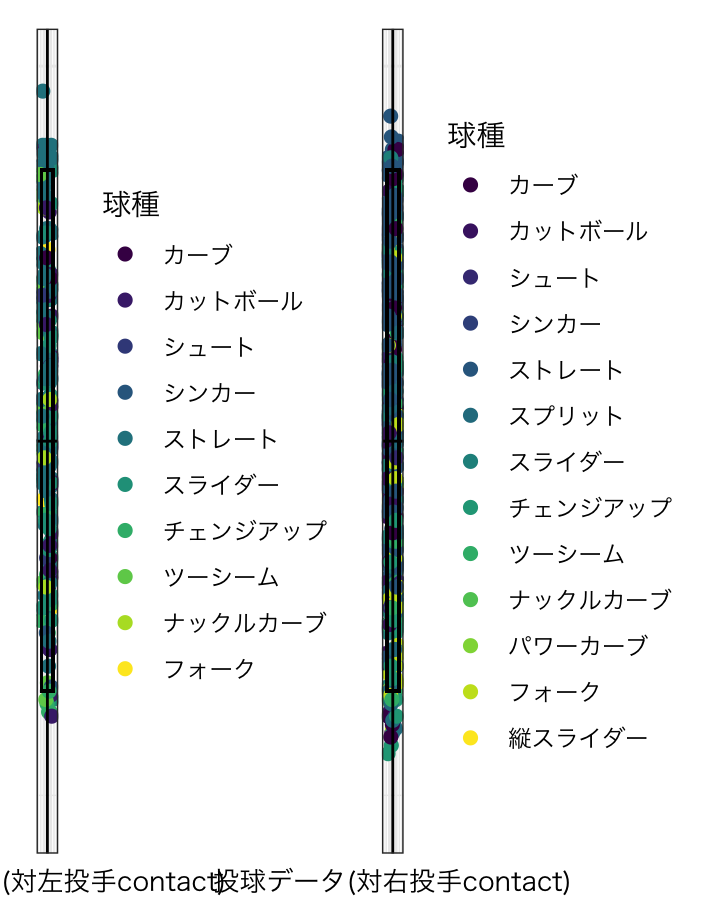 球種
カーブ
カットボール
シュート
シンカー
ストレート
スライダー
チェンジアップ
ツーシーム
ナックルカーブ
フォーク
球種
カーブ
カットボール
シュート
シンカー
ストレート
スプリット
スライダー
チェンジアップ
ツーシーム
ナックルカーブ
パワーカーブ
フォーク
縦スライダー
(対左投手contact)
投球データ(対右投手contact)